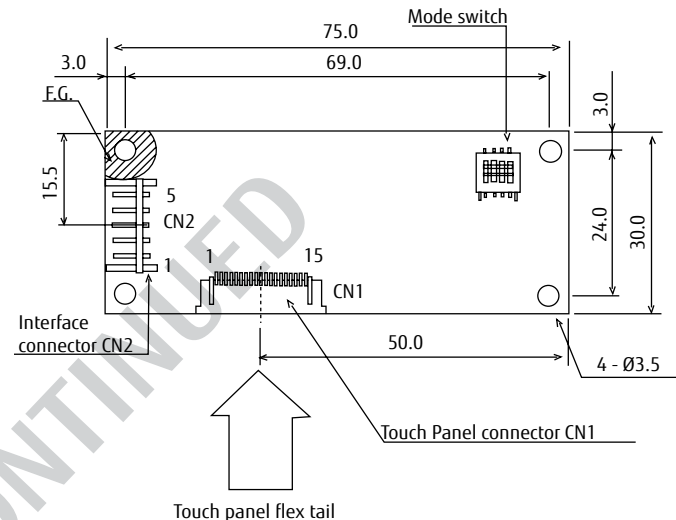 Mode switch
75.0
3.0
69.0
F.G.
3.0
15.5
5
CN2
24.0
30.0
1
1
15
CN1
Interface
connector CN2
50.0
4 - Ø3.5
Touch Panel connector CN1
Touch panel flex tail
ONTINUED